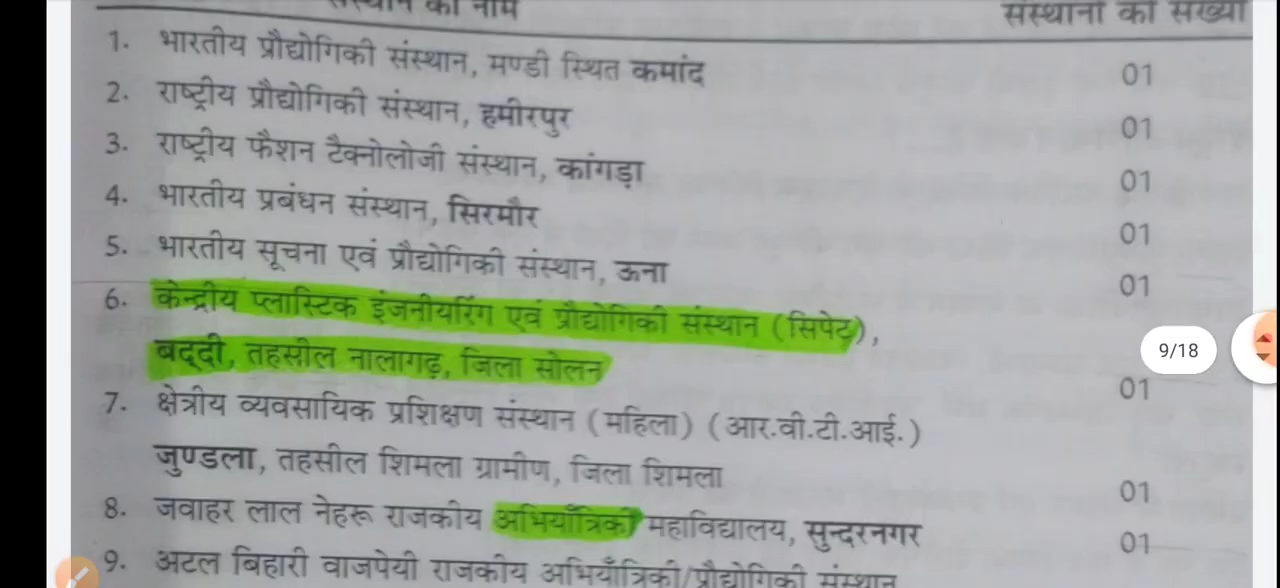 संस्थान का नाम संस्थानों की संख्या
1. भारतीय प्रौद्योगिकी संस्थान, मण्डी स्थित कमांद 01
2. राष्ट्रीय प्रौद्योगिकी संस्थान, हमीरपुर 01
3. राष्ट्रीय फैशन टैक्नोलोजी संस्थान, कांगड़ा 01
4. भारतीय प्रबंधन संस्थान, सिरमौर 01
5. भारतीय सूचना एवं प्रौद्योगिकी संस्थान, ऊना 01
6. केन्द्रीय प्लास्टिक इंजनीयरिंग एवं प्रौद्योगिकी संस्थान (सिपेट),
बद्दी, तहसील नालागढ़, जिला सोलन 01
9/18
7. क्षेत्रीय व्यवसायिक प्रशिक्षण संस्थान (महिला) (आर.वी.टी.आई.)
जुण्डला, तहसील शिमला ग्रामीण, जिला शिमला 01
8. जवाहर लाल नेहरू राजकीय अभियाँत्रिकी महाविद्यालय, सुन्दरनगर 01
9. अटल बिहारी वाजपेयी राजकीय अभियाँत्रिकी/प्रौद्योगिकी संस्थान